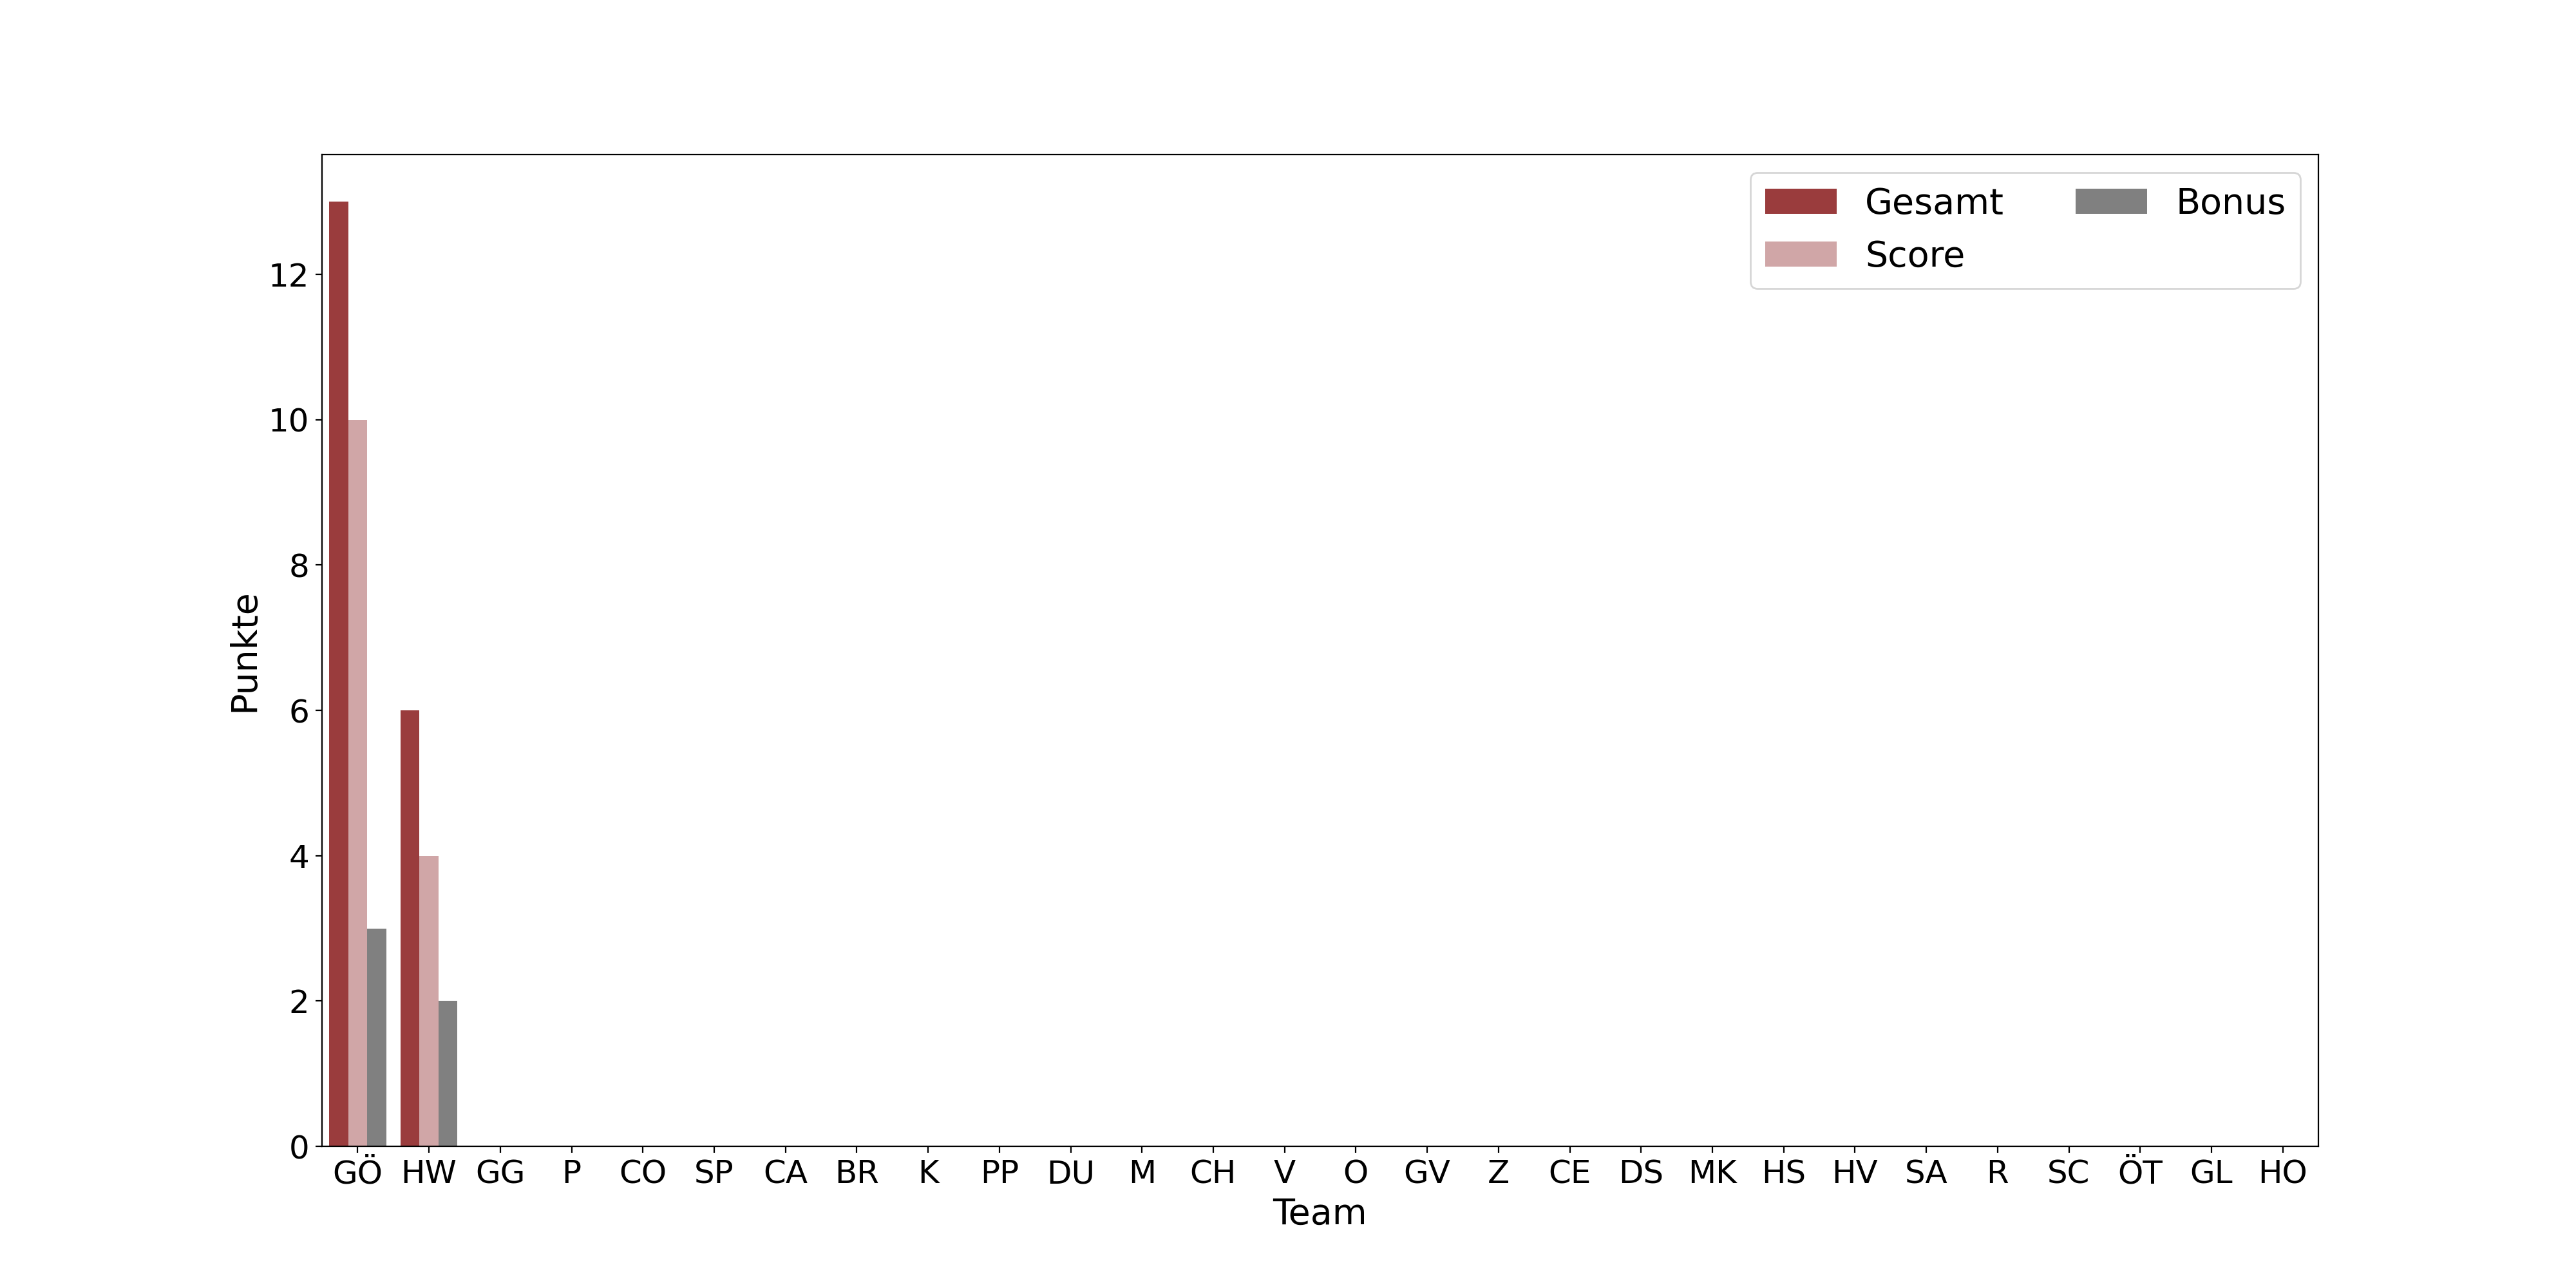 Gesamt
Score
Bonus
12
10
8
6
4
2
0
Punkte
GÖ HW GG P CO SP CA BR K PP DU M CH V O GV Z CE DS MK HS HV SA R SC ÖT GL HO
Team